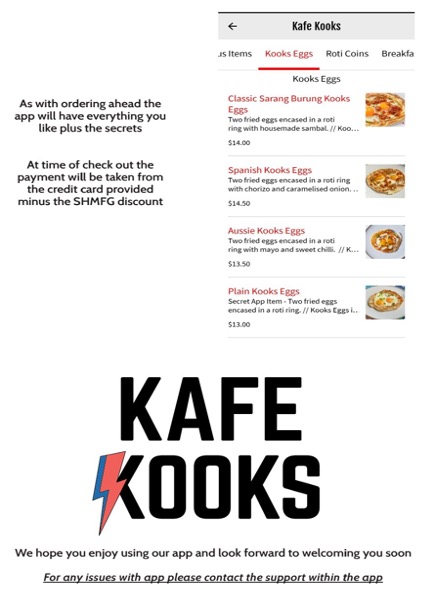 Kafe Kooks
us Items Kooks Eggs Roti Coins Breakfa
Kooks Eggs
As with ordering ahead the
app will have everything you
like plus the secrets
At time of check out the
payment will be taken from
the credit card provided
minus the SHMFG discount
Classic Sarang Burung Kooks
Eggs
Two fried eggs encased in a roti
ring with housemade sambal. // Koo...
$14.00
Spanish Kooks Eggs
Two fried eggs encased in a roti ring
with chorizo and caramelised onion...
$14.50
Aussie Kooks Eggs
Two fried eggs encased in a roti
ring with mayo and sweet chilli. // K...
$13.50
Plain Kooks Eggs
Secret App Item - Two fried eggs
encased in a roti ring. // Kooks Eggs i...
$13.00
KAFE
KOOKS
We hope you enjoy using our app and look forward to welcoming you soon
For any issues with app please contact the support within the app